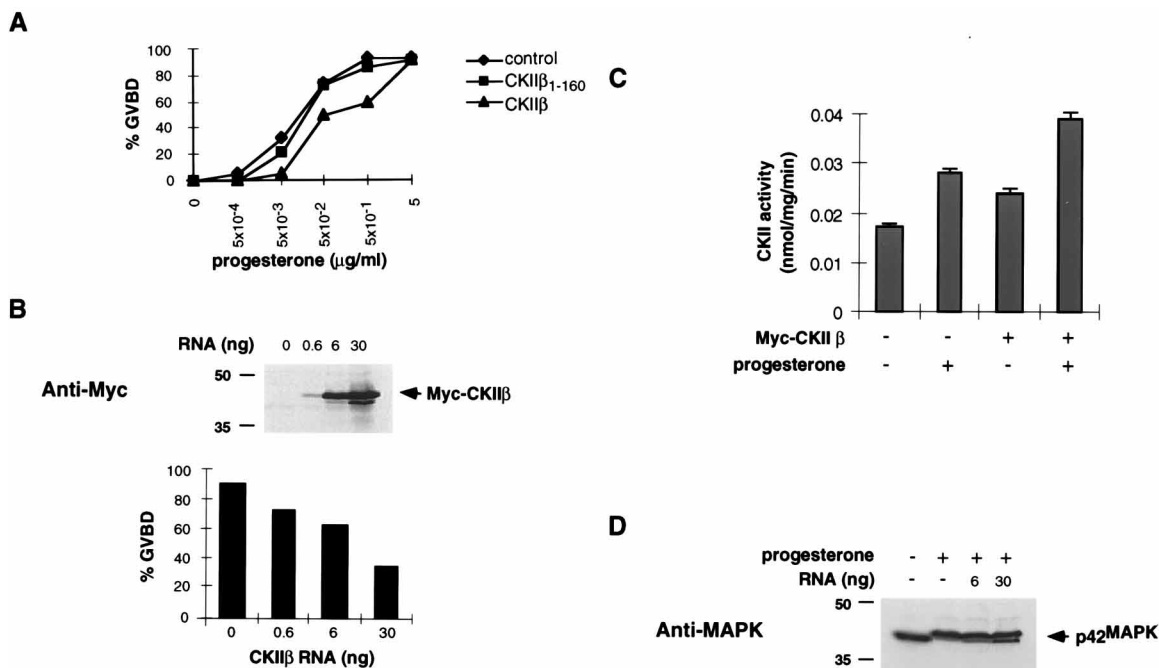 A
% GVBD
100
80
60
40
20
0
0
5x10⁻⁴
5x10⁻³
5x10⁻²
5x10⁻¹
5
progesterone (μg/ml)
control
CKIIβ₁₋₁₆₀
CKIIβ
B
RNA (ng) 0 0.6 6 30
Anti-Myc
50
35
Myc-CKIIβ
% GVBD
100
80
60
40
20
0
0 0.6 6 30
CKIIβ RNA (ng)
C
CKII activity
(nmol/mg/min)
0.04
0.03
0.02
0.01
0
Myc-CKII β - - + +
progesterone - + - +
D
progesterone - + + +
RNA (ng) - - 6 30
Anti-MAPK
50
35
p42ᴹᴬᴾᴷ